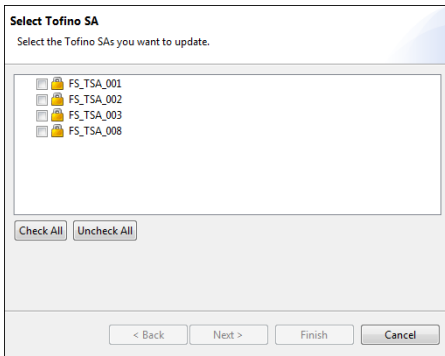 Select Tofino SA
Select the Tofino SAs you want to update.
FS_TSA_001
FS_TSA_002
FS_TSA_003
FS_TSA_008
Check All Uncheck All
< Back Next > Finish Cancel